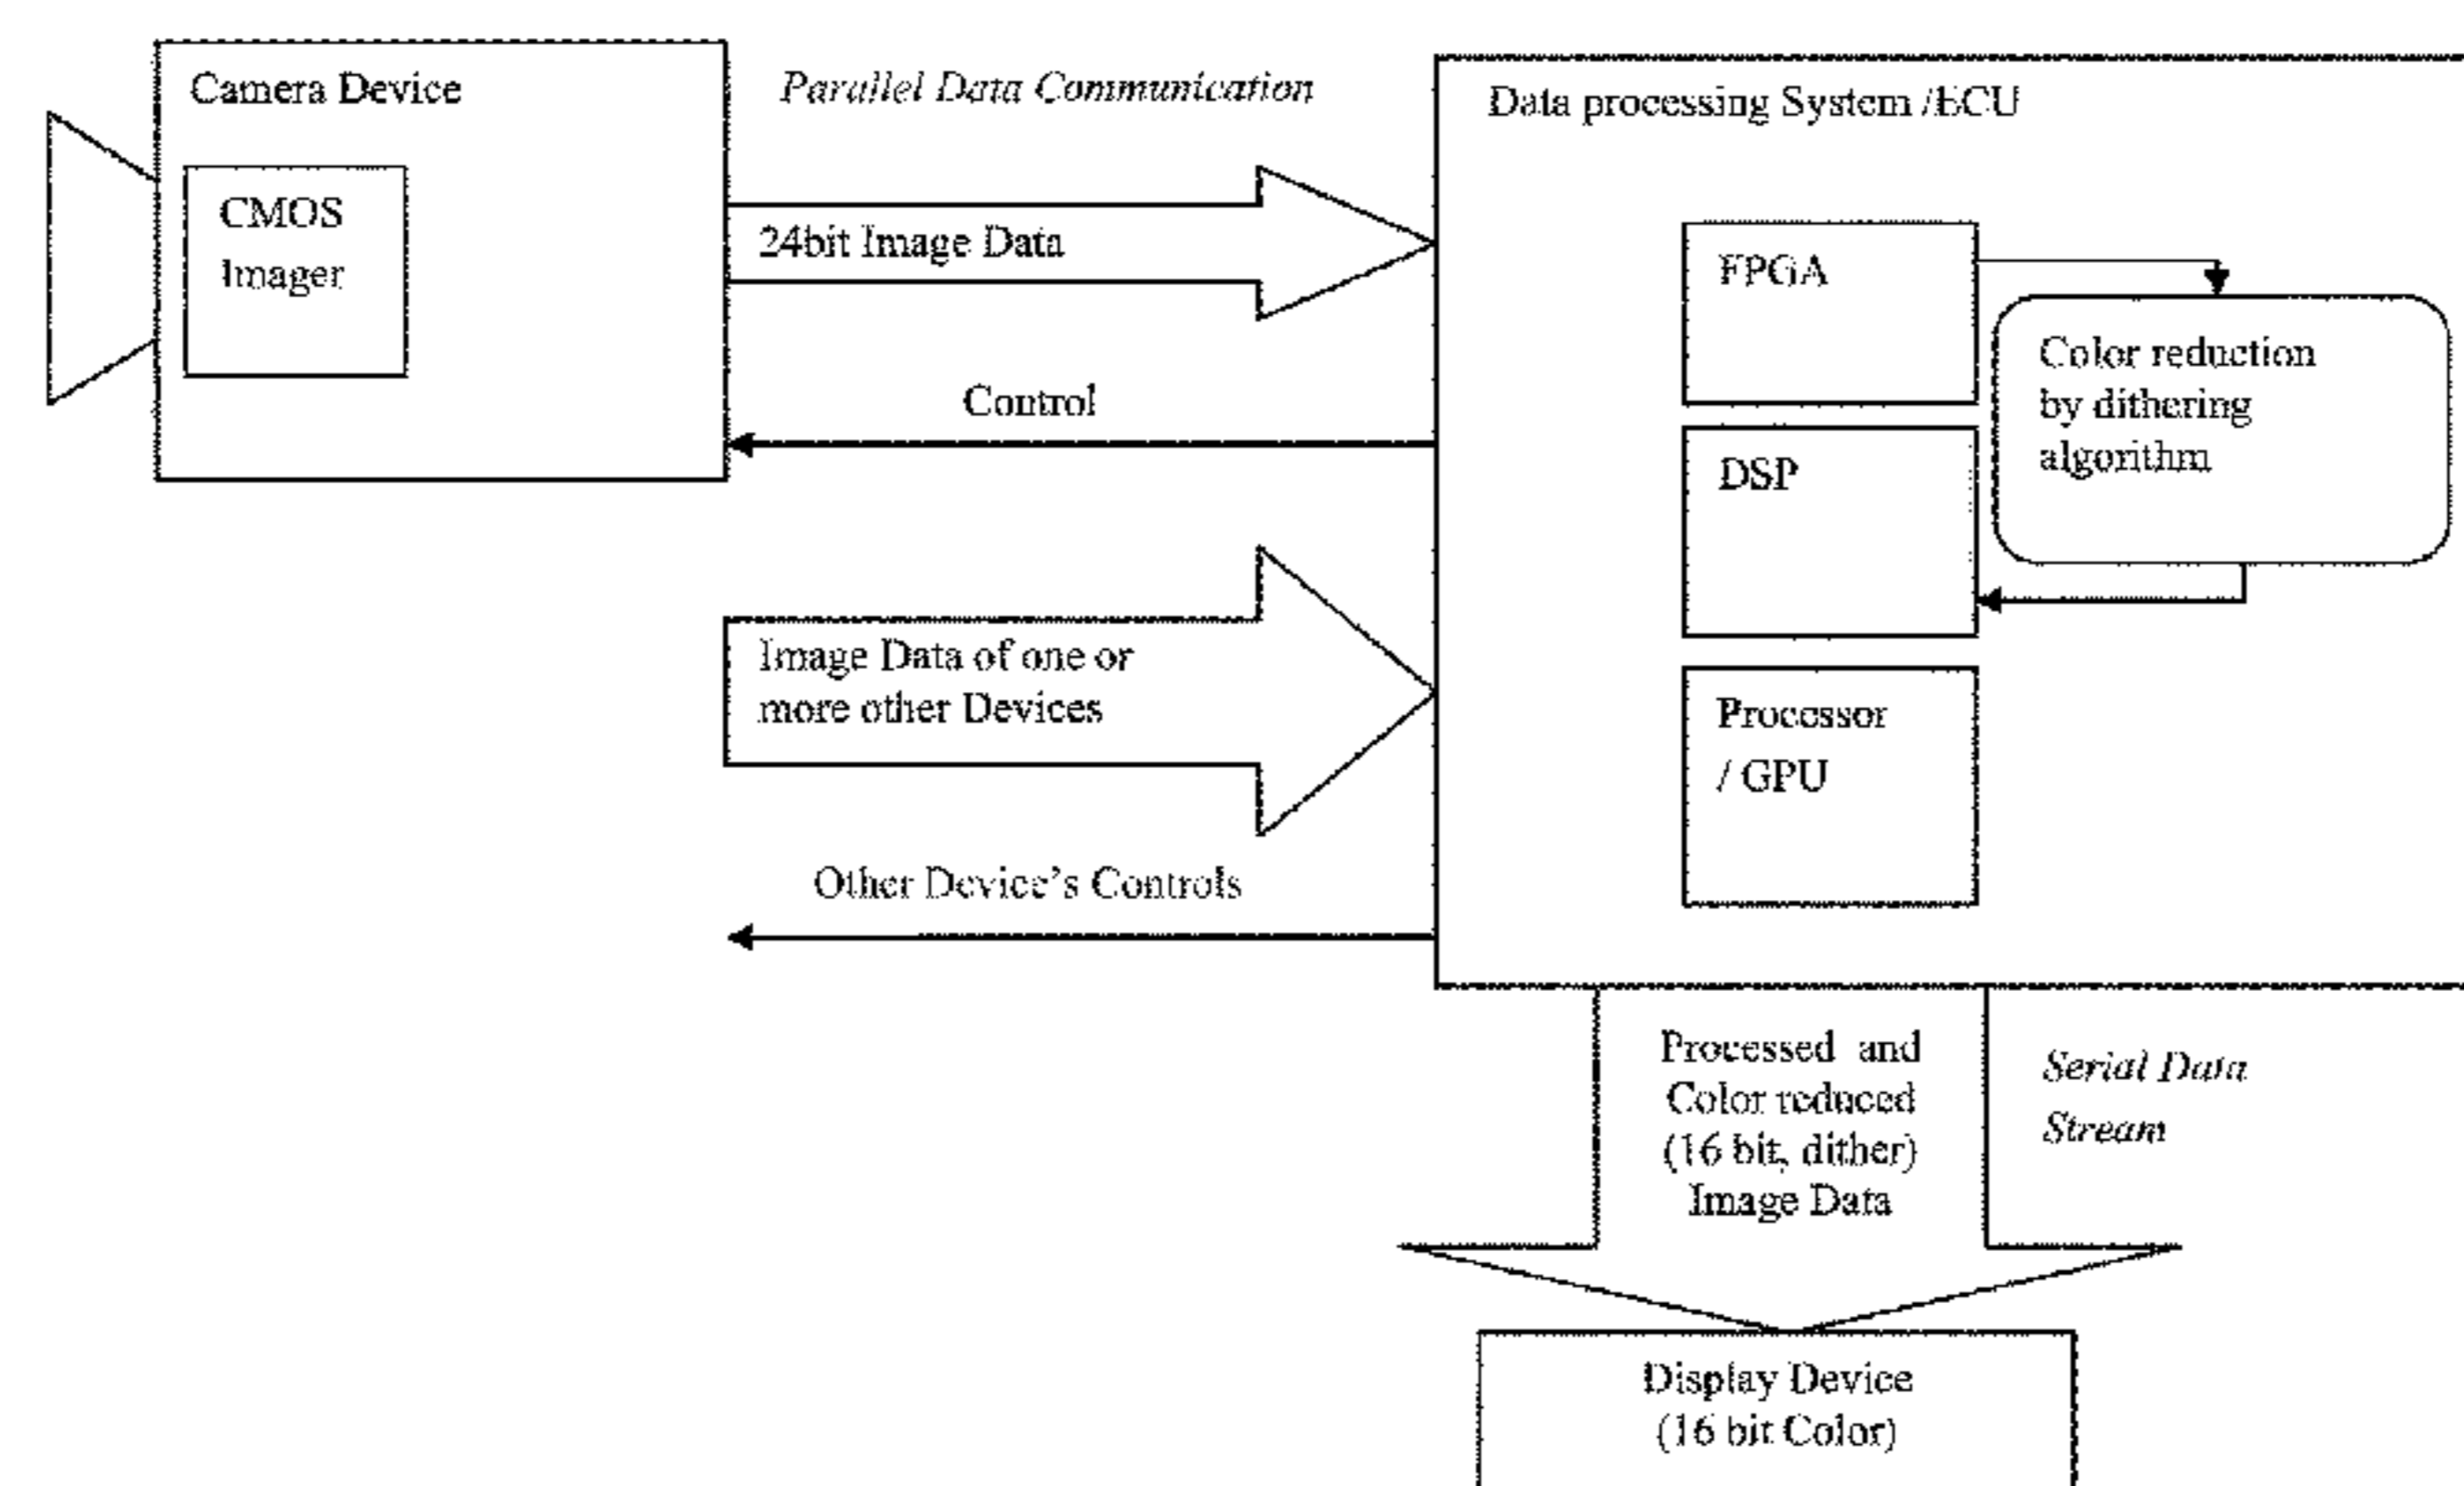 Camera Device
CMOS
Imager
Parallel Data Communication
24bit Image Data
Control
Image Data of one or
more other Devices
Other Device's Controls
Data processing System /ECU
FPGA
Color reduction
by dithering
algorithm
DSP
Processor
/ GPU
Processed and
Color reduced
(16 bit, dither)
Image Data
Serial Data
Stream
Display Device
(16 bit Color)